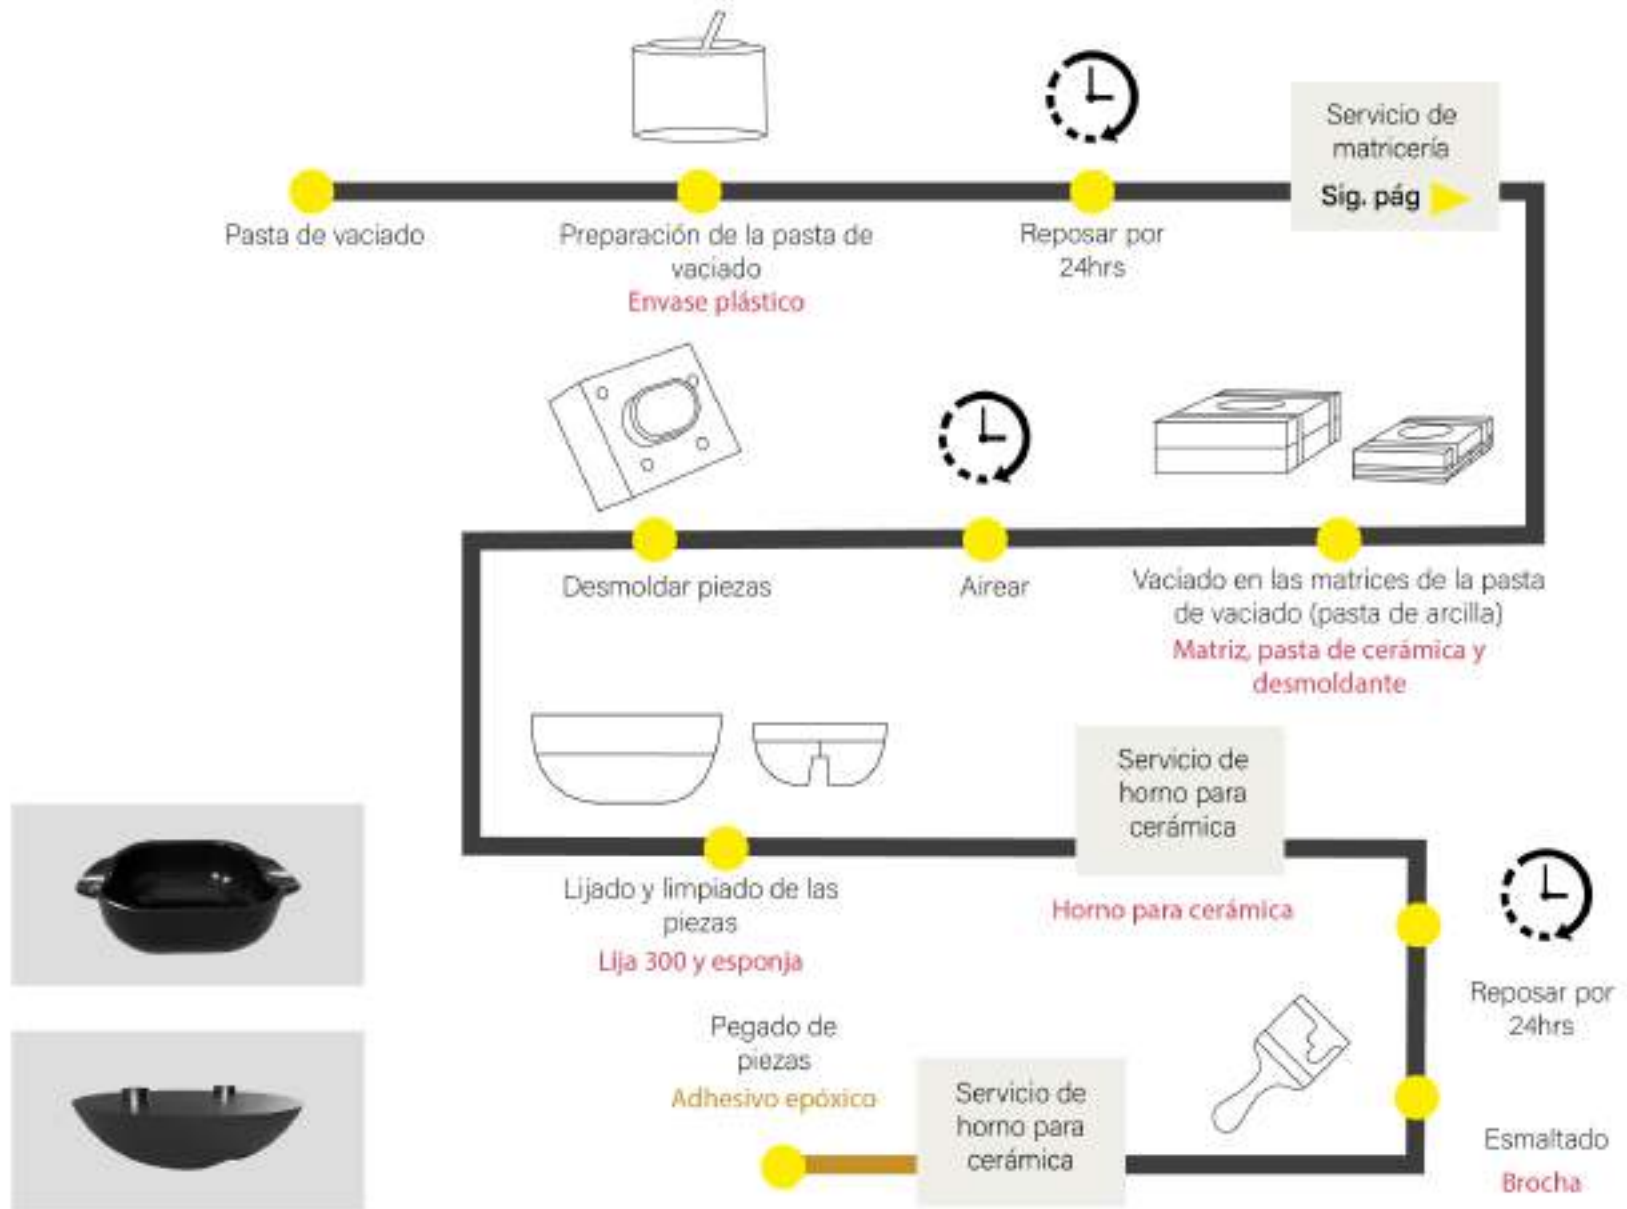 Servicio de
matricería
Sig. pág
Pasta de vaciado
Preparación de la pasta de
vaciado
Envase plástico
Reposar por
24hrs
Desmoldar piezas
Airear
Vaciado en las matrices de la pasta
de vaciado (pasta de arcilla)
Matriz, pasta de cerámica y
desmoldante
Servicio de
horno para
cerámica
Lijado y limpiado de las
piezas
Lija 300 y esponja
Horno para cerámica
Reposar por
24hrs
Pegado de
piezas
Adhesivo epóxico
Servicio de
horno para
cerámica
Esmaltado
Brocha